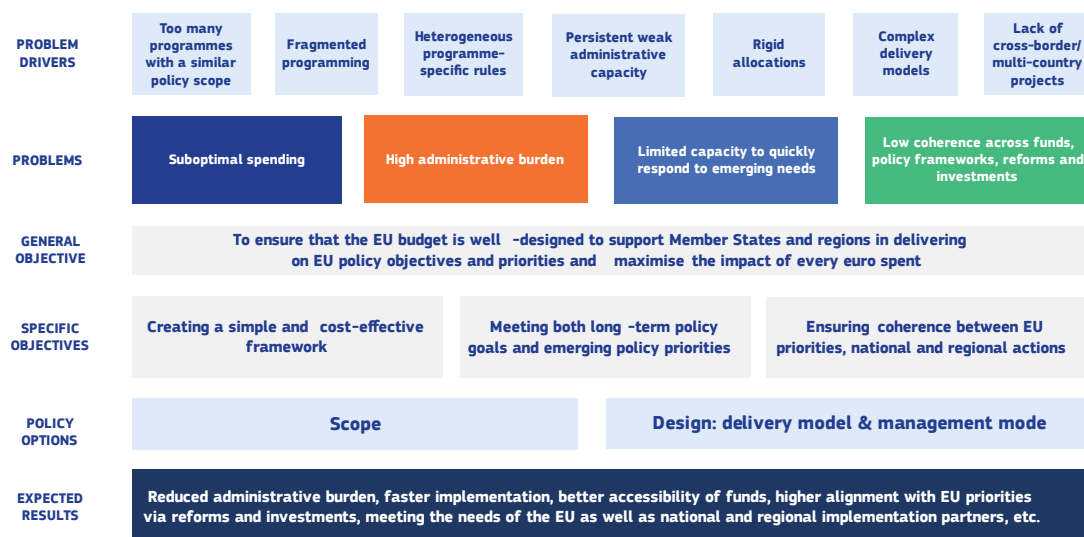 PROBLEM
DRIVERS
Too many
programmes
with a similar
policy scope
Fragmented
programming
Heterogeneous
programme-
specific rules
Persistent weak
administrative
capacity
Rigid
allocations
Complex
delivery
models
Lack of
cross-border/
multi-country
projects
PROBLEMS
Suboptimal spending
High administrative burden
Limited capacity to quickly
respond to emerging needs
Low coherence across funds,
policy frameworks, reforms and
investments
GENERAL
OBJECTIVE
To ensure that the EU budget is well -designed to support Member States and regions in delivering
on EU policy objectives and priorities and maximise the impact of every euro spent
SPECIFIC
OBJECTIVES
Creating a simple and cost-effective
framework
Meeting both long -term policy
goals and emerging policy priorities
Ensuring coherence between EU
priorities, national and regional actions
POLICY
OPTIONS
Scope
Design: delivery model & management mode
EXPECTED
RESULTS
Reduced administrative burden, faster implementation, better accessibility of funds, higher alignment with EU priorities
via reforms and investments, meeting the needs of the EU as well as national and regional implementation partners, etc.